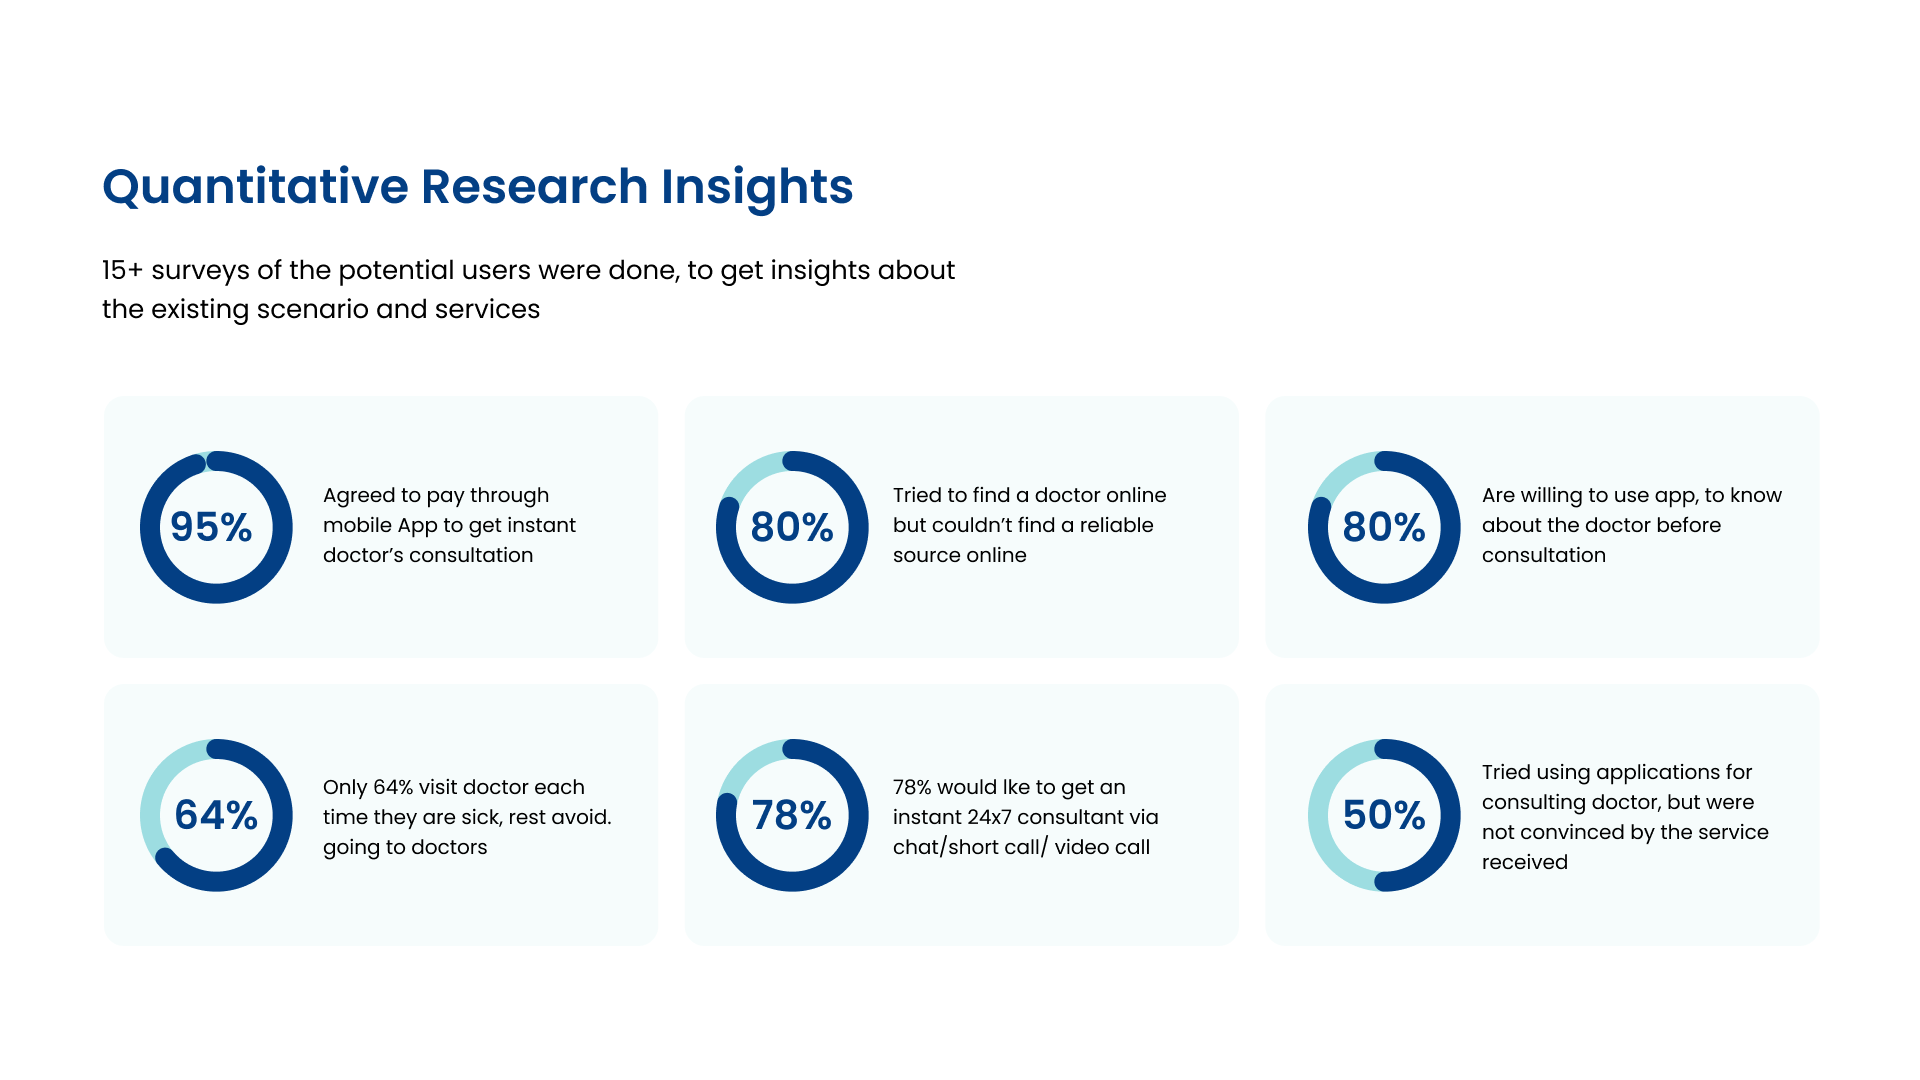 Quantitative Research Insights
15+ surveys of the potential users were done, to get insights about
the existing scenario and services
95%
Agreed to pay through
mobile App to get instant
doctor’s consultation
80%
Tried to find a doctor online
but couldn’t find a reliable
source online
80%
Are willing to use app, to know
about the doctor before
consultation
64%
Only 64% visit doctor each
time they are sick, rest avoid.
going to doctors
78%
78% would lke to get an
instant 24x7 consultant via
chat/short call/ video call
50%
Tried using applications for
consulting doctor, but were
not convinced by the service
received